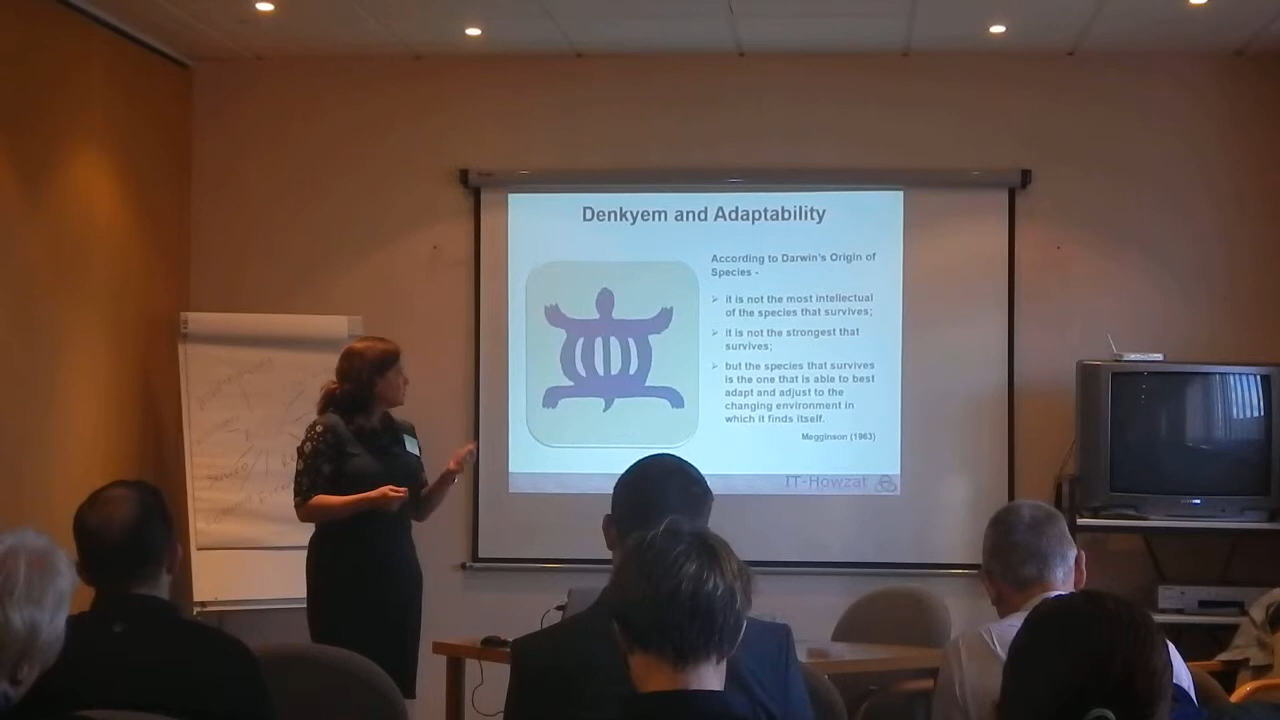 Denkyem and Adaptability
According to Darwin's Origin of
Species -
➢ it is not the most intellectual
of the species that survives;
➢ it is not the strongest that
survives;
➢ but the species that survives
is the one that is able to best
adapt and adjust to the
changing environment in
which it finds itself.
Megginson (1963)
IT-Howzat